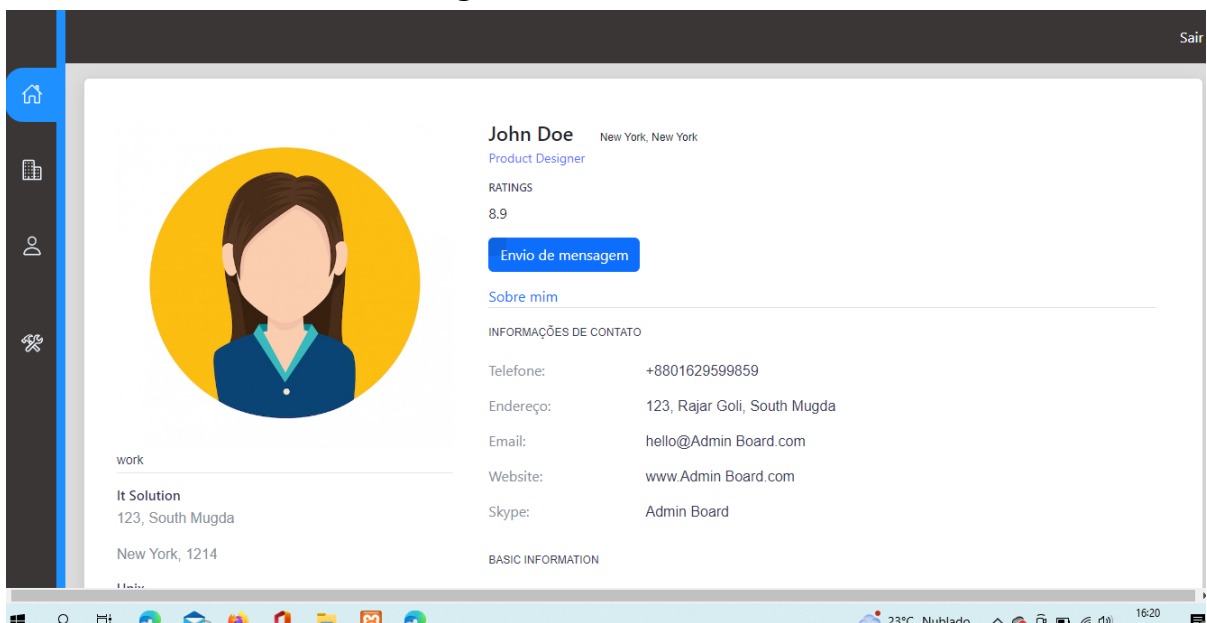 Sair
John Doe New York, New York
Product Designer
RATINGS
8.9
Envio de mensagem
Sobre mim
INFORMAÇÕES DE CONTATO
Telefone: +8801629599859
Endereço: 123, Rajar Goli, South Mugda
Email: hello@Admin Board.com
Website: www.Admin Board.com
Skype: Admin Board
BASIC INFORMATION
work
It Solution
123, South Mugda
New York, 1214
23°C Nublado
16:20